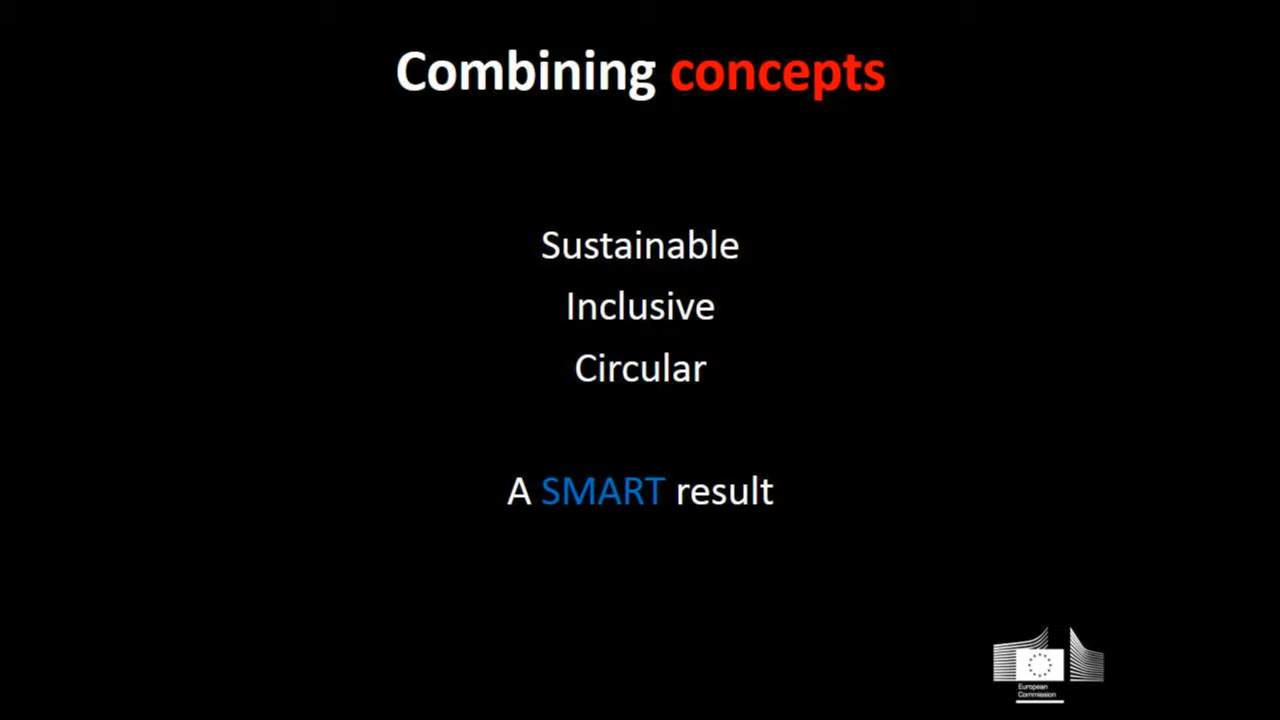 Combining concepts
Sustainable
Inclusive
Circular
A SMART result
European
Commission